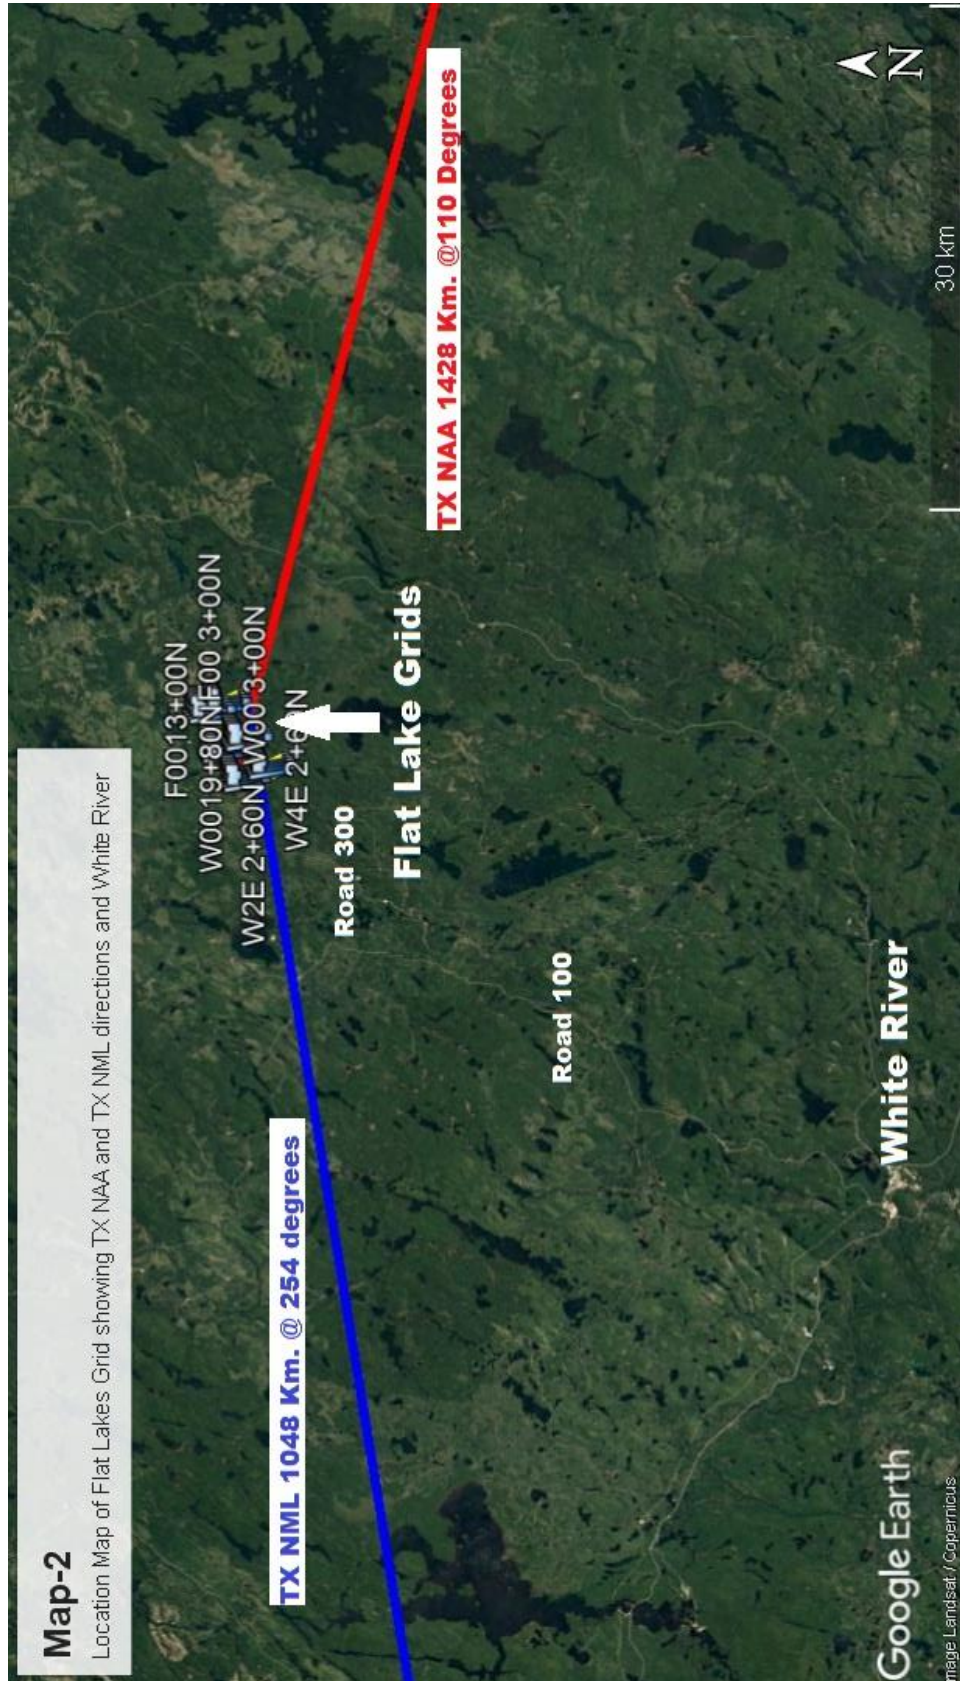 Map-2
Location Map of Flat Lakes Grid showing TX NAA and TX NML directions and White River
F0013+00N
W0019+80N F00 3+00N
W2E 2+60N W00 3+00N
W4E 2+60N
TX NML 1048 Km. @ 254 degrees
Road 300
Flat Lake Grids
TX NAA 1428 Km. @110 Degrees
Road 100
White River
Google Earth
mage Landsat / Copernicus
30 km
N